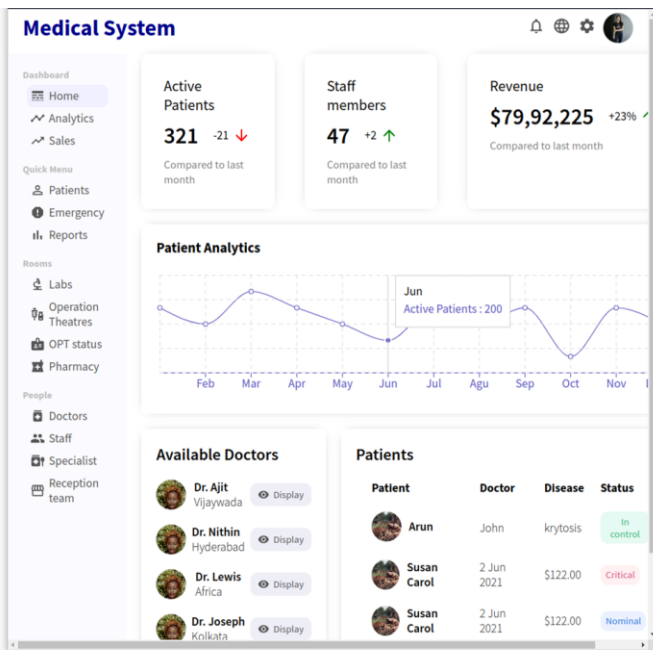 Medical System
Dashboard
Home
Analytics
Sales
Quick Menu
Patients
Emergency
Reports
Rooms
Labs
Operation
Theatres
OPT status
Pharmacy
People
Doctors
Staff
Specialist
Reception
team
Active
Patients
321 -21
Compared to last
month
Staff
members
47 +2
Compared to last
month
Revenue
$79,92,225 +23%
Compared to last month
Patient Analytics
Jun
Active Patients : 200
Feb Mar Apr May Jun Jul Agu Sep Oct Nov
Available Doctors
Dr. Ajit
Vijaywada
Display
Dr. Nithin
Hyderabad
Display
Dr. Lewis
Africa
Display
Dr. Joseph
Kolkata
Display
Patients
Patient Doctor Disease Status
Arun John krytosis In
control
Susan
Carol
2 Jun
2021
$122.00 Critical
Susan
Carol
2 Jun
2021
$122.00 Nominal